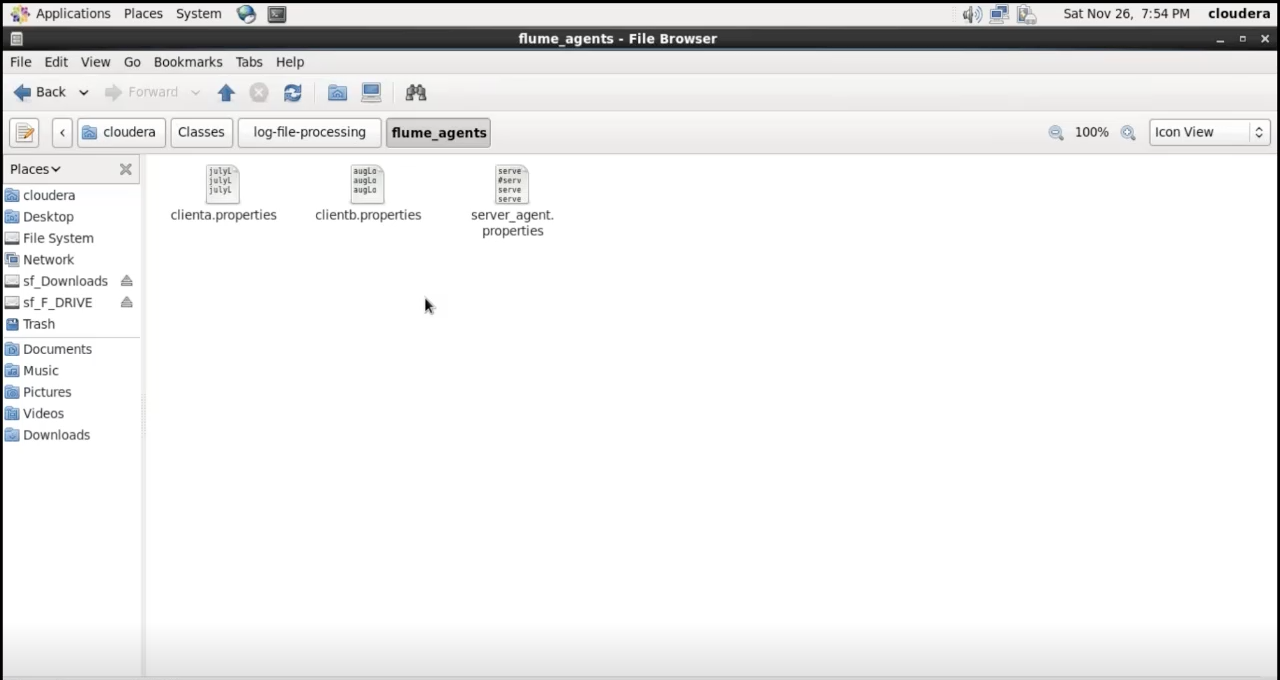 Applications Places System Sat Nov 26, 7:54 PM cloudera
flume_agents - File Browser
File Edit View Go Bookmarks Tabs Help
Back Forward
cloudera Classes log-file-processing flume_agents 100% Icon View
Places
cloudera
Desktop
File System
Network
sf_Downloads
sf_F_DRIVE
Trash
Documents
Music
Pictures
Videos
Downloads
julyL
julyL
julyL
clienta.properties
augLo
augLo
augLo
clientb.properties
serve
#serv
serve
serve
server_agent.
properties